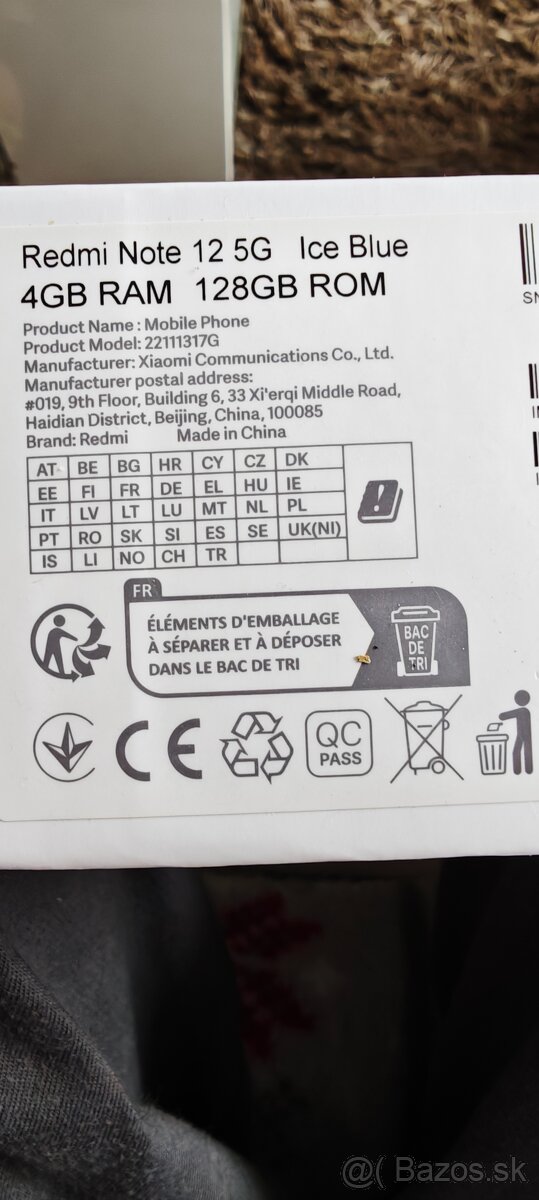 Redmi Note 12 5G Ice Blue
4GB RAM 128GB ROM
Product Name : Mobile Phone
Product Model: 22111317G
Manufacturer: Xiaomi Communications Co., Ltd.
Manufacturer postal address:
#019, 9th Floor, Building 6, 33 Xi'erqi Middle Road,
Haidian District, Beijing, China, 100085
Brand: Redmi Made in China
SN
AT BE BG HR CY CZ DK
EE FI FR DE EL HU IE
IT LV LT LU MT NL PL
PT RO SK SI ES SE UK(NI)
IS LI NO CH TR
FR
ÉLÉMENTS D'EMBALLAGE
À SÉPARER ET À DÉPOSER
DANS LE BAC DE TRI
BAC
DE
TRI
CE
QC
PASS
@( Bazos.sk